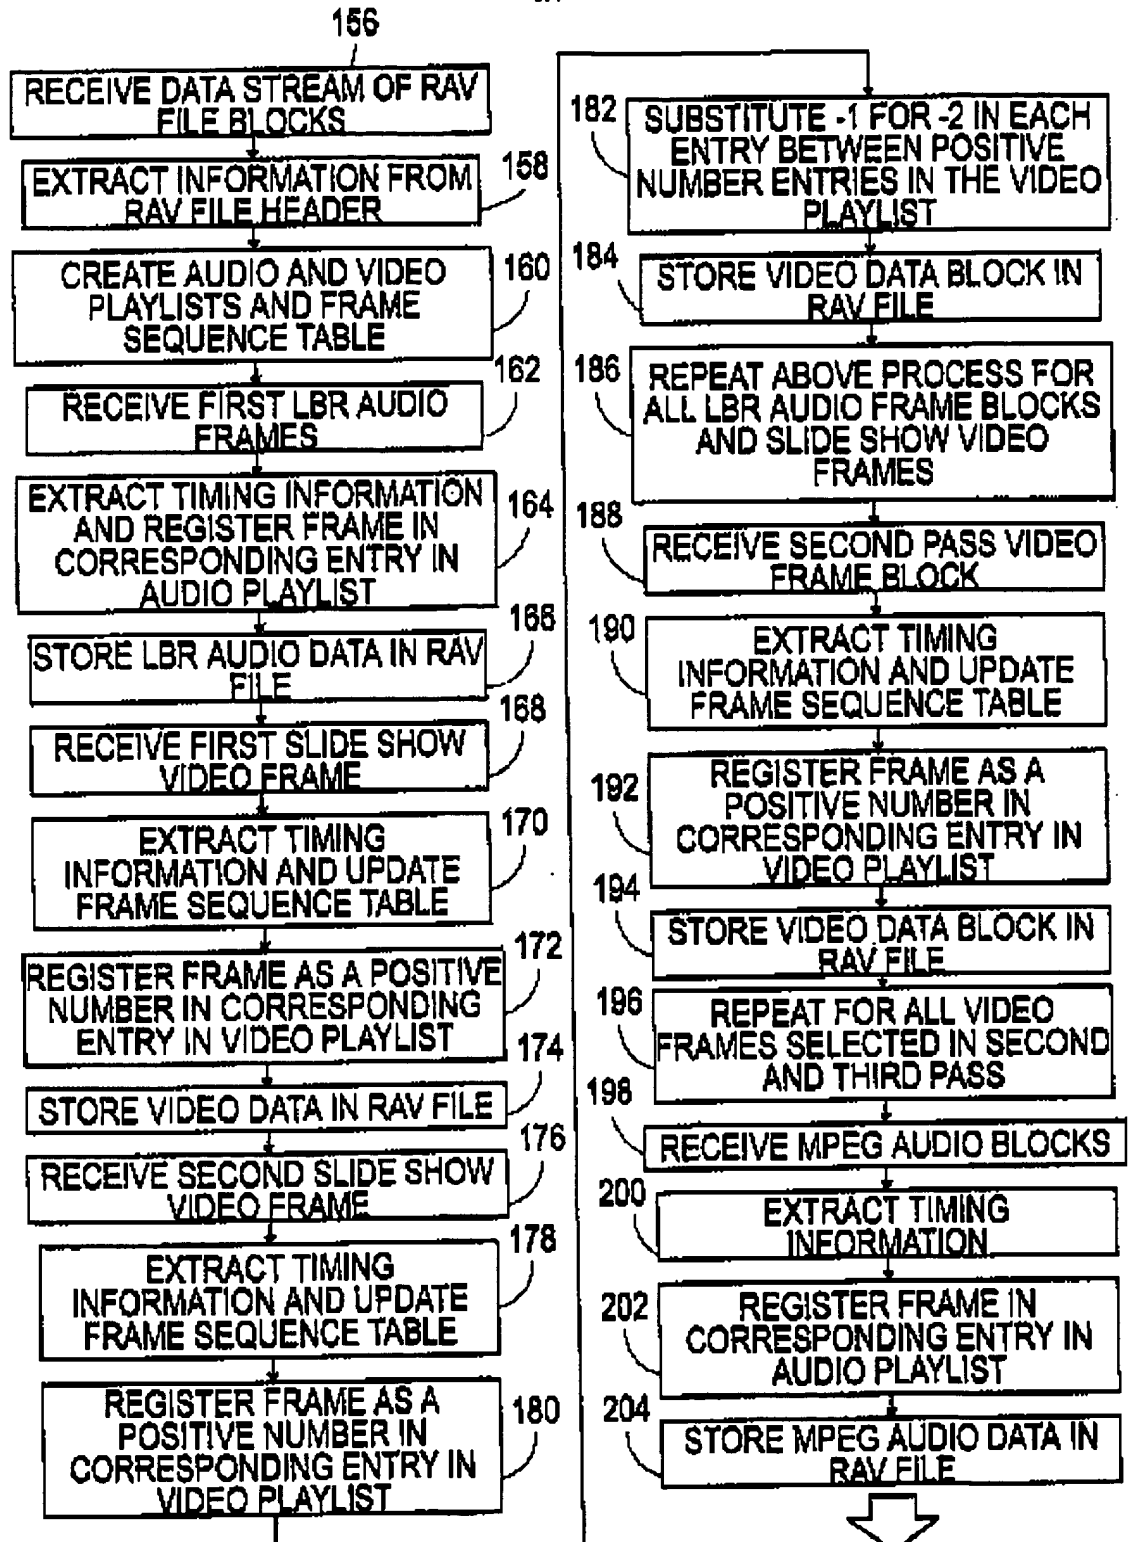 156
RECEIVE DATA STREAM OF RAV
FILE BLOCKS
EXTRACT INFORMATION FROM
RAV FILE HEADER
158
CREATE AUDIO AND VIDEO
PLAYLISTS AND FRAME
SEQUENCE TABLE
160
162
RECEIVE FIRST LBR AUDIO
FRAMES
EXTRACT TIMING INFORMATION
AND REGISTER FRAME IN
CORRESPONDING ENTRY IN
AUDIO PLAYLIST
164
168
STORE LBR AUDIO DATA IN RAV
FILE
168
RECEIVE FIRST SLIDE SHOW
VIDEO FRAME
170
EXTRACT TIMING
INFORMATION AND UPDATE
FRAME SEQUENCE TABLE
172
REGISTER FRAME AS A POSITIVE
NUMBER IN CORRESPONDING
ENTRY IN VIDEO PLAYLIST
174
STORE VIDEO DATA IN RAV FILE
176
RECEIVE SECOND SLIDE SHOW
VIDEO FRAME
178
EXTRACT TIMING
INFORMATION AND UPDATE
FRAME SEQUENCE TABLE
REGISTER FRAME AS A
POSITIVE NUMBER IN
CORRESPONDING ENTRY IN
VIDEO PLAYLIST
180
182
SUBSTITUTE -1 FOR -2 IN EACH
ENTRY BETWEEN POSITIVE
NUMBER ENTRIES IN THE VIDEO
PLAYLIST
184
STORE VIDEO DATA BLOCK IN
RAV FILE
186
REPEAT ABOVE PROCESS FOR
ALL LBR AUDIO FRAME BLOCKS
AND SLIDE SHOW VIDEO
FRAMES
188
RECEIVE SECOND PASS VIDEO
FRAME BLOCK
190
EXTRACT TIMING
INFORMATION AND UPDATE
FRAME SEQUENCE TABLE
192
REGISTER FRAME AS A
POSITIVE NUMBER IN
CORRESPONDING ENTRY IN
VIDEO PLAYLIST
194
STORE VIDEO DATA BLOCK IN
RAV FILE
196
REPEAT FOR ALL VIDEO
FRAMES SELECTED IN SECOND
AND THIRD PASS
198
RECEIVE MPEG AUDIO BLOCKS
200
EXTRACT TIMING
INFORMATION
202
REGISTER FRAME IN
CORRESPONDING ENTRY IN
AUDIO PLAYLIST
204
STORE MPEG AUDIO DATA IN
RAV FILE